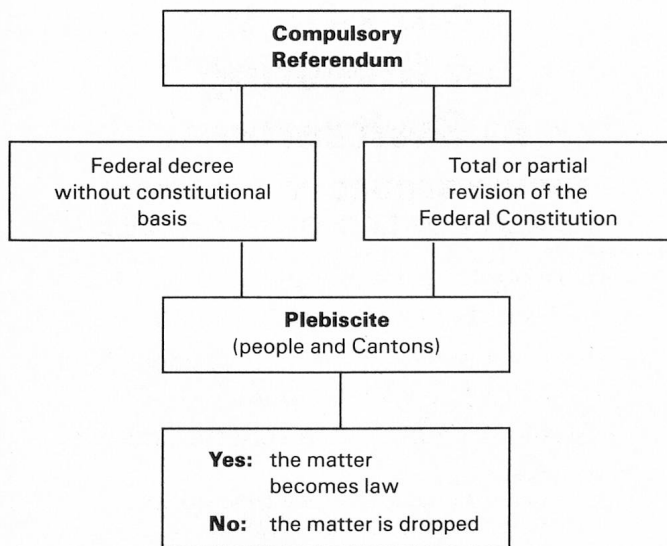 Compulsory
Referendum
Federal decree
without constitutional
basis
Total or partial
revision of the
Federal Constitution
Plebiscite
(people and Cantons)
Yes: the matter
becomes law
No: the matter is dropped